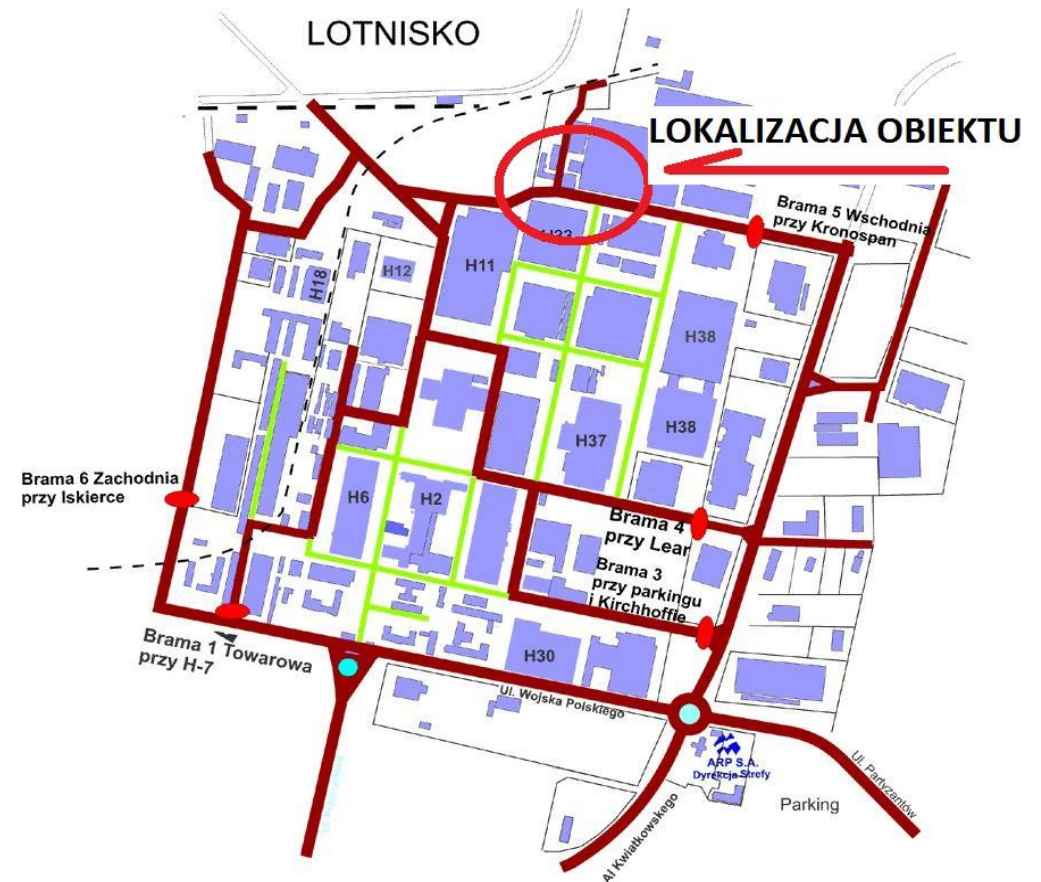 LOTNISKO
LOKALIZACJA OBIEKTU
Brama 5 Wschodnia
przy Kronospan
H23
H11
H12
H18
H38
H38
H37
Brama 6 Zachodnia
przy Iskierce
H6
H2
Brama 4
przy Lear
Brama 3
przy parkingu
i Kirchhoffie
Brama 1 Towarowa
przy H-7
H30
Ul. Wojska Polskiego
ARP S.A.
Dyrekcja Strefy
Ul. Partyzantów
Parking
Al Kwiatkowskego